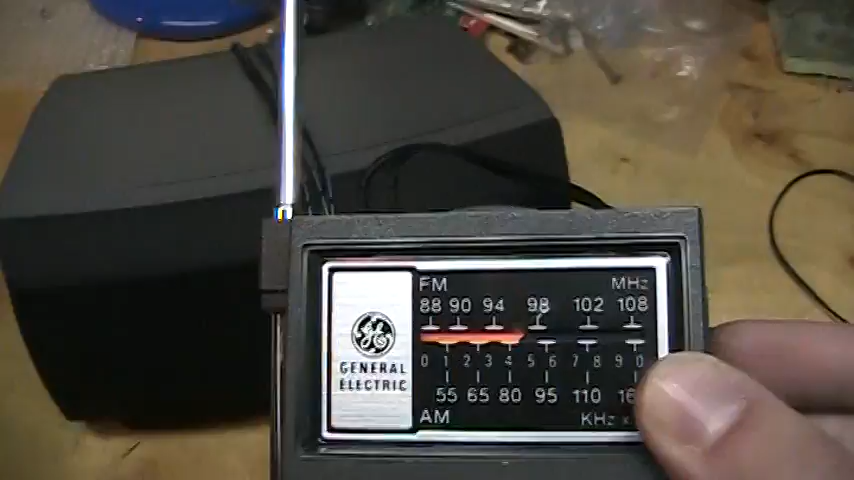 FM MHz
88 90 94 98 102 108
0 1 2 3 4 5 6 7 8 9 0
GE
GENERAL
ELECTRIC
55 65 80 95 110
AM KHz